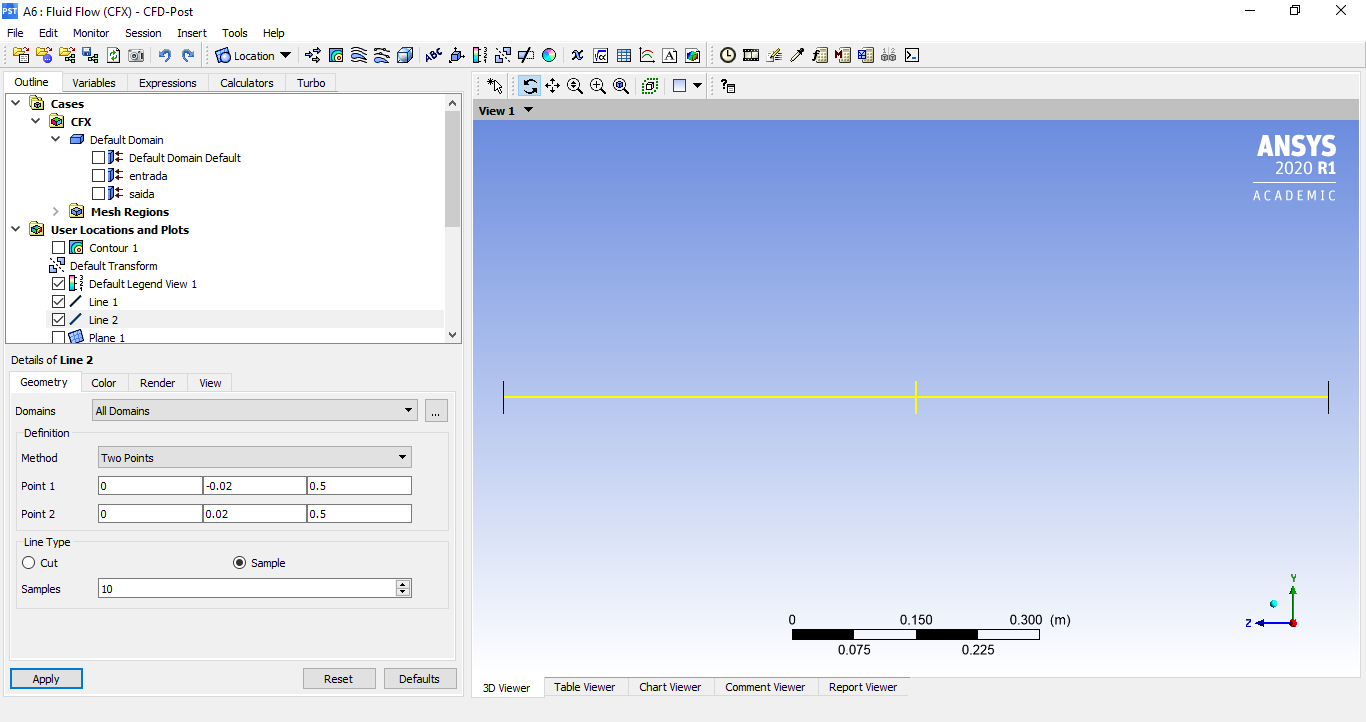 PST A6 : Fluid Flow (CFX) - CFD-Post
File Edit Monitor Session Insert Tools Help
Location
Outline Variables Expressions Calculators Turbo
Cases
CFX
Default Domain
Default Domain Default
entrada
saida
Mesh Regions
User Locations and Plots
Contour 1
Default Transform
Default Legend View 1
Line 1
Line 2
Plane 1
Details of Line 2
Geometry Color Render View
Domains All Domains ...
Definition
Method Two Points
Point 1 0 -0.02 0.5
Point 2 0 0.02 0.5
Line Type
Cut Sample
Samples 10
Apply Reset Defaults
View 1
ANSYS
2020 R1
ACADEMIC
Y
Z
0 0.150 0.300 (m)
0.075 0.225
3D Viewer Table Viewer Chart Viewer Comment Viewer Report Viewer